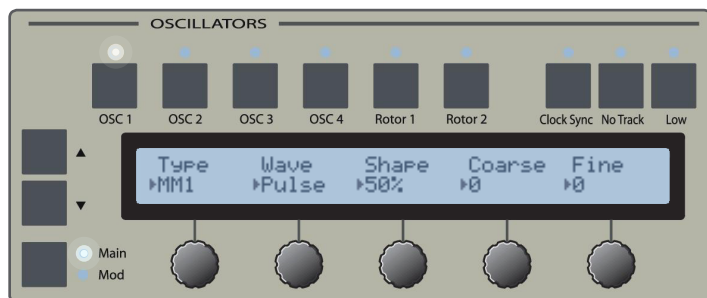 OSCILLATORS
OSC 1 OSC 2 OSC 3 OSC 4 Rotor 1 Rotor 2 Clock Sync No Track Low
▲
Type Wave Shape Coarse Fine
▸MM1 ▸Pulse ▸50% ▸0 ▸0
▼
Main
Mod